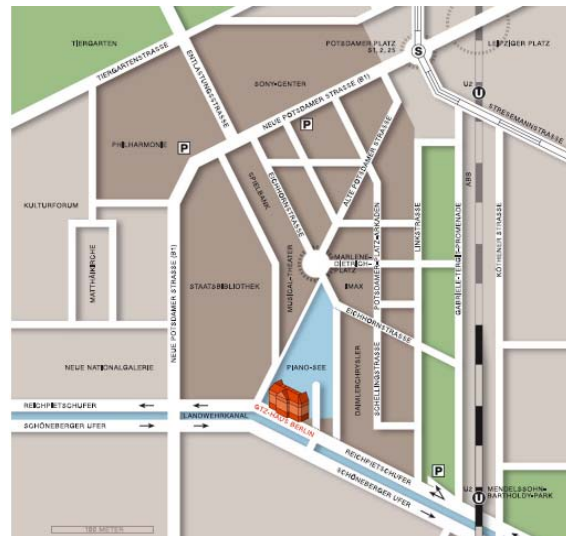 TIERGARTEN
TIERGARTENSTRASSE
ENTLASTUNGSSTRASSE
POTSDAMER PLATZ
S1, 2, 25
S
LEIPZIGER PLATZ
SONY-CENTER
U2
U
NEUE POTSDAMER STRASSE (B1)
STRESEMANNSTRASSE
P
P
PHILHARMONIE
KULTURFORUM
MATTHÄIKIRCHE
SPIELBANK
EICHHORNSTRASSE
ALTE POTSDAMER STRASSE
ABB
LINKSTRASSE
GABRIELE-TERGIT-PROMENADE
KÖTHENER STRASSE
NEUE POTSDAMER STRASSE (B1)
STAATSBIBLIOTHEK
MUSICAL-THEATER
MARLENE-
DIETRICH-
PLATZ
POTSDAMER-PLATZ-ARKADEN
IMAX
EICHHORNSTRASSE
NEUE NATIONALGALERIE
PIANO-SEE
DAIMLERCHRYSLER
SCHELLINGSTRASSE
REICHPIETSCHUFER
LANDWEHRKANAL
SCHÖNEBERGER UFER
GTZ-HAUS BERLIN
REICHPIETSCHUFER
SCHÖNEBERGER UFER
P
U2
U
MENDELSSOHN-
BARTHOLDY-PARK
100 METER